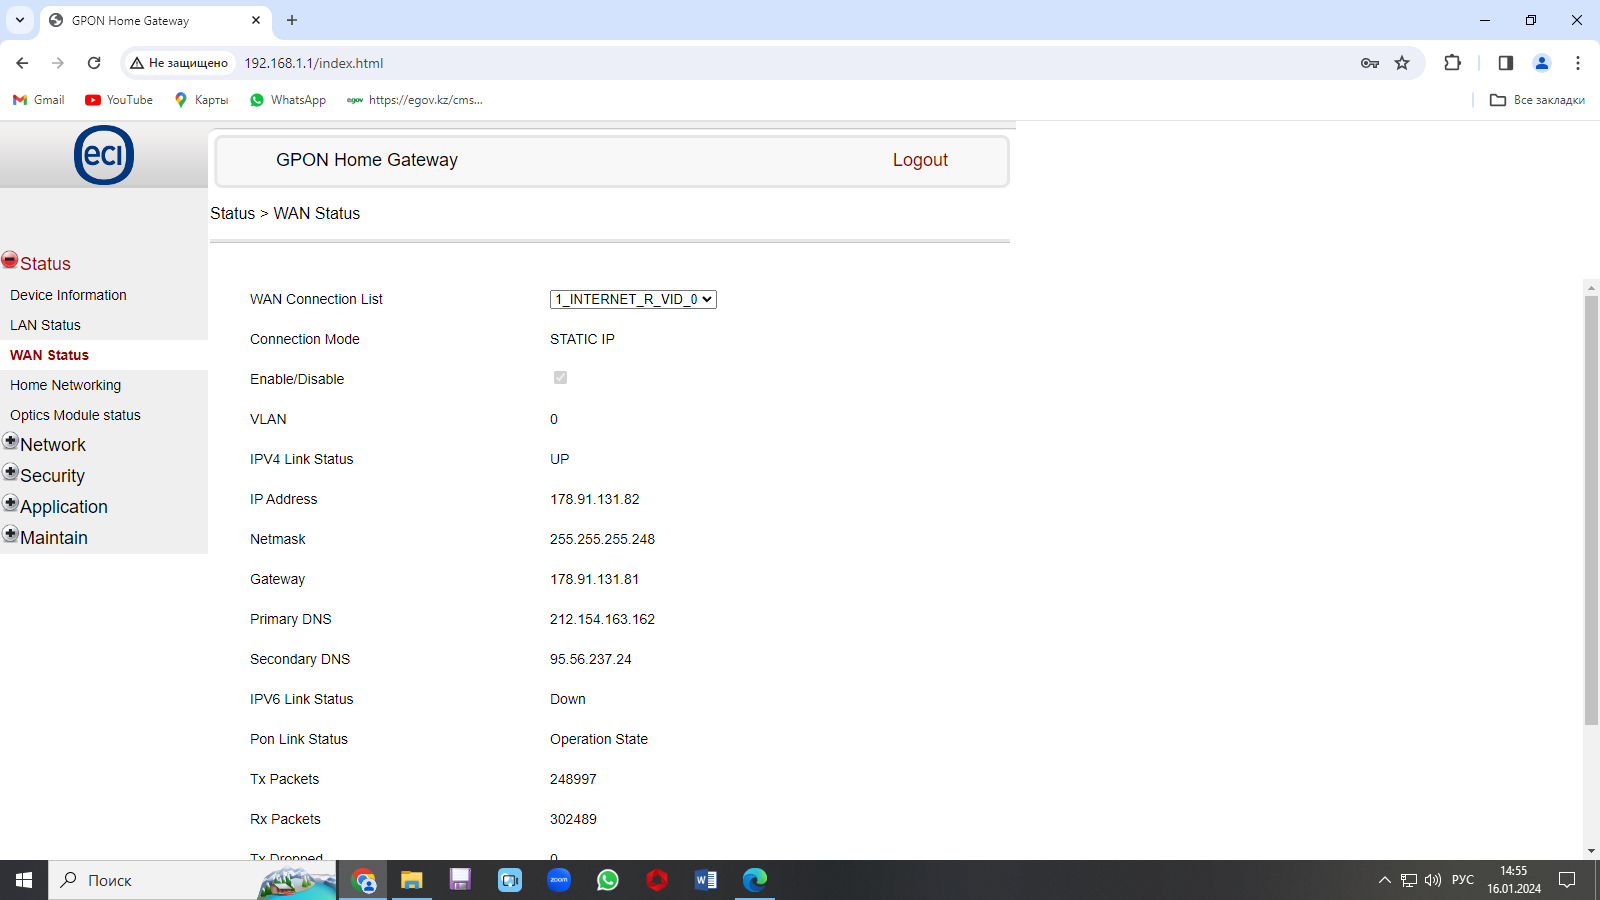 GPON Home Gateway
Не защищено
192.168.1.1/index.html
Gmail
YouTube
Карты
WhatsApp
egov
https://egov.kz/cms...
Все закладки
eci
GPON Home Gateway
Logout
Status > WAN Status
Status
Device Information
LAN Status
WAN Status
Home Networking
Optics Module status
Network
Security
Application
Maintain
WAN Connection List
1_INTERNET_R_VID_0
Connection Mode
STATIC IP
Enable/Disable
VLAN
0
IPV4 Link Status
UP
IP Address
178.91.131.82
Netmask
255.255.255.248
Gateway
178.91.131.81
Primary DNS
212.154.163.162
Secondary DNS
95.56.237.24
IPV6 Link Status
Down
Pon Link Status
Operation State
Tx Packets
248997
Rx Packets
302489
Tx Dropped
0
Поиск
zoom
W
РУС
14:55
16.01.2024